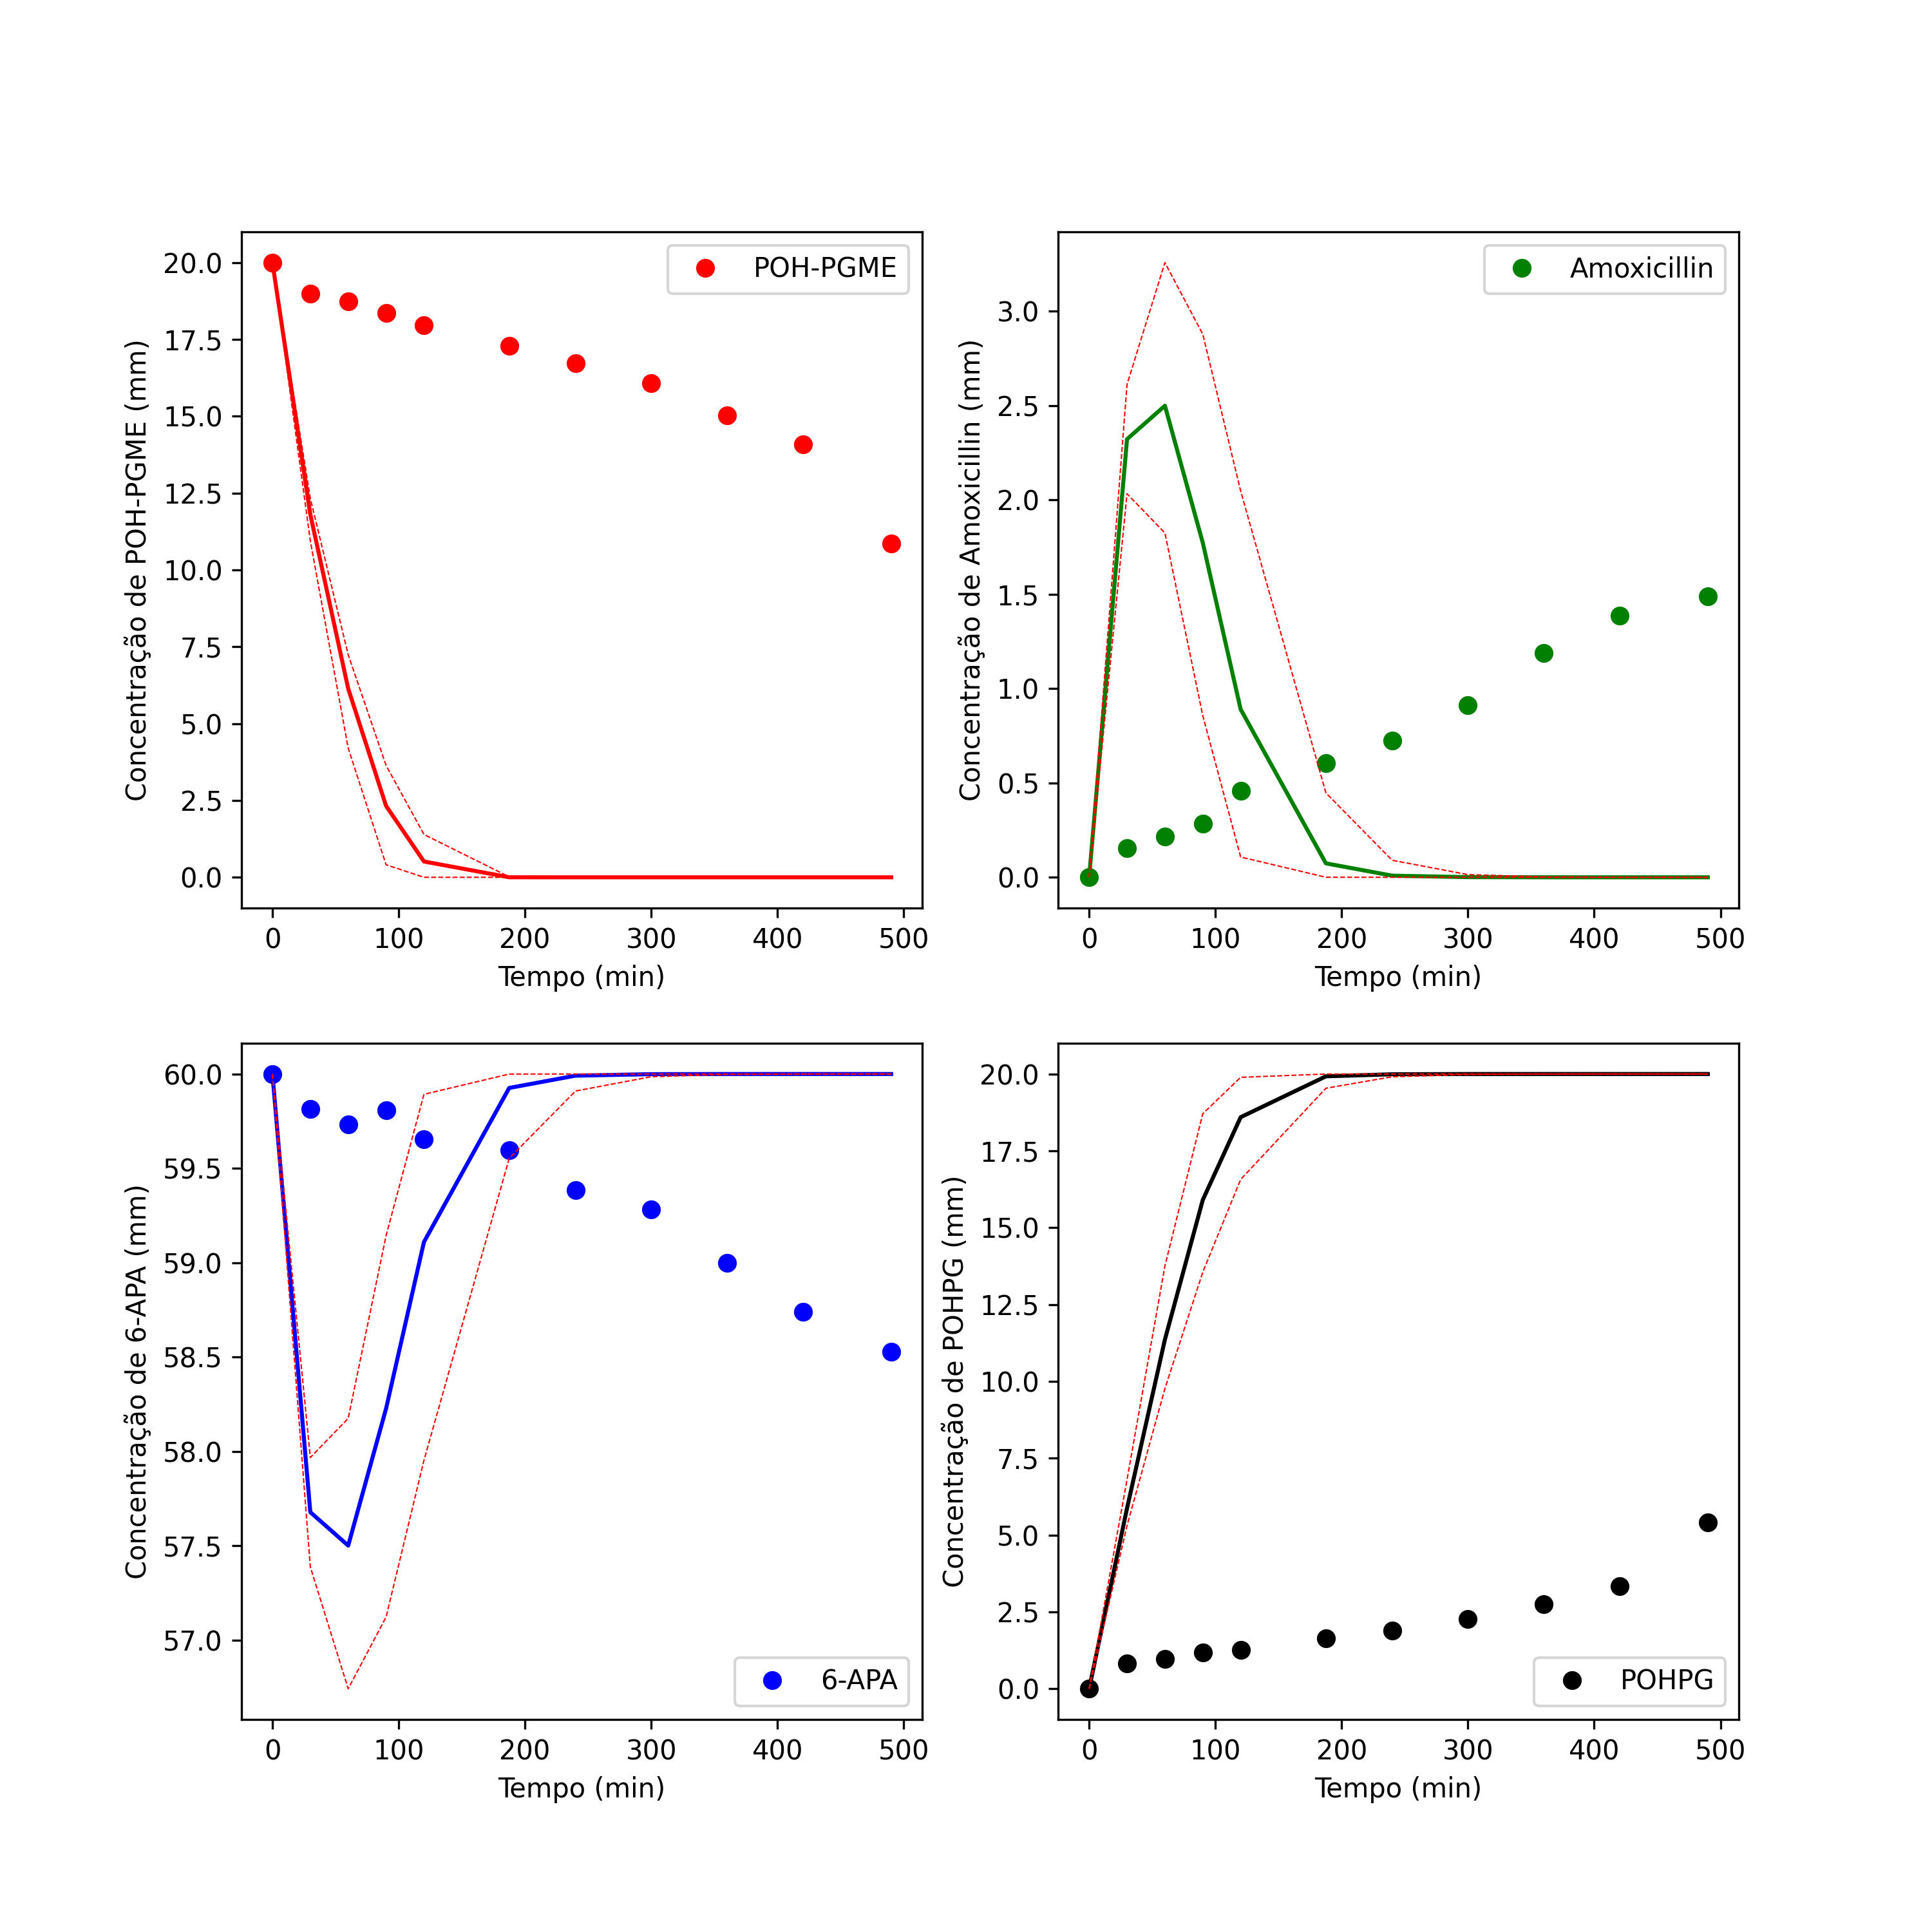 POH-PGME
Concentração de POH-PGME (mm)
20.0
17.5
15.0
12.5
10.0
7.5
5.0
2.5
0.0
0 100 200 300 400 500
Tempo (min)
Amoxicillin
Concentração de Amoxicillin (mm)
3.0
2.5
2.0
1.5
1.0
0.5
0.0
0 100 200 300 400 500
Tempo (min)
6-APA
Concentração de 6-APA (mm)
60.0
59.5
59.0
58.5
58.0
57.5
57.0
0 100 200 300 400 500
Tempo (min)
POHPG
Concentração de POHPG (mm)
20.0
17.5
15.0
12.5
10.0
7.5
5.0
2.5
0.0
0 100 200 300 400 500
Tempo (min)